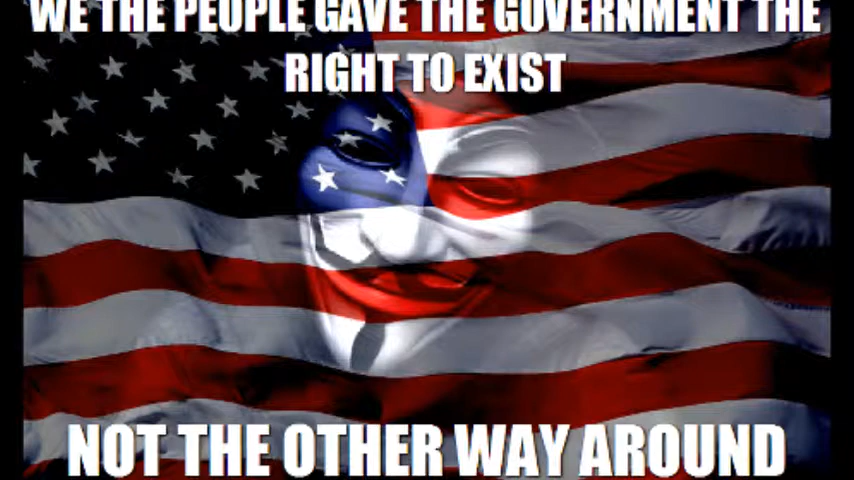 WE THE PEOPLE GAVE THE GOVERNMENT THE
RIGHT TO EXIST
NOT THE OTHER WAY AROUND